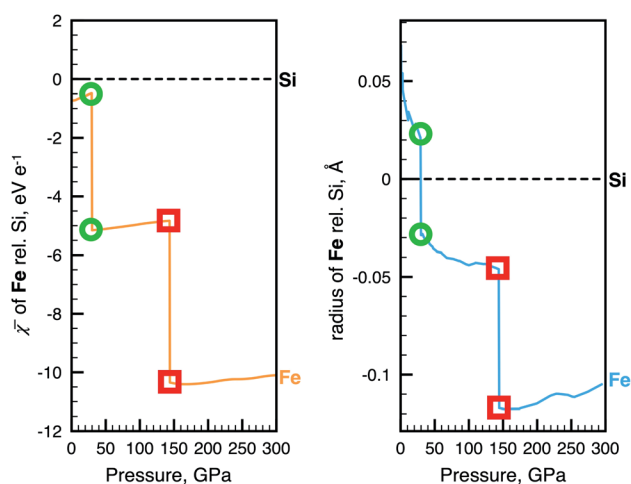 2
0
-2
-4
-6
-8
-10
-12
0 50 100 150 200 250 300
Pressure, GPa
χ̄ of Fe rel. Si, eV e⁻¹
Si
Fe
0.05
0
-0.05
-0.1
0 50 100 150 200 250 300
Pressure, GPa
radius of Fe rel. Si, Å
Si
Fe